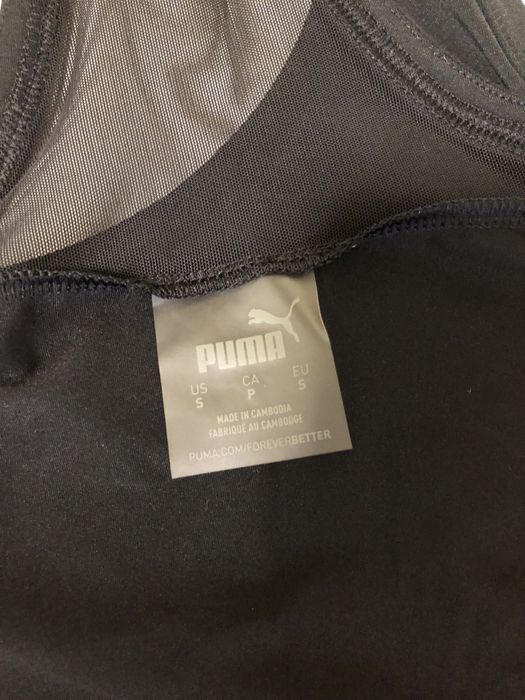 PUMA
US CA EU
S P S
MADE IN CAMBODIA
FABRIQUÉ AU CAMBODGE
PUMA.COM/FOREVERBETTER